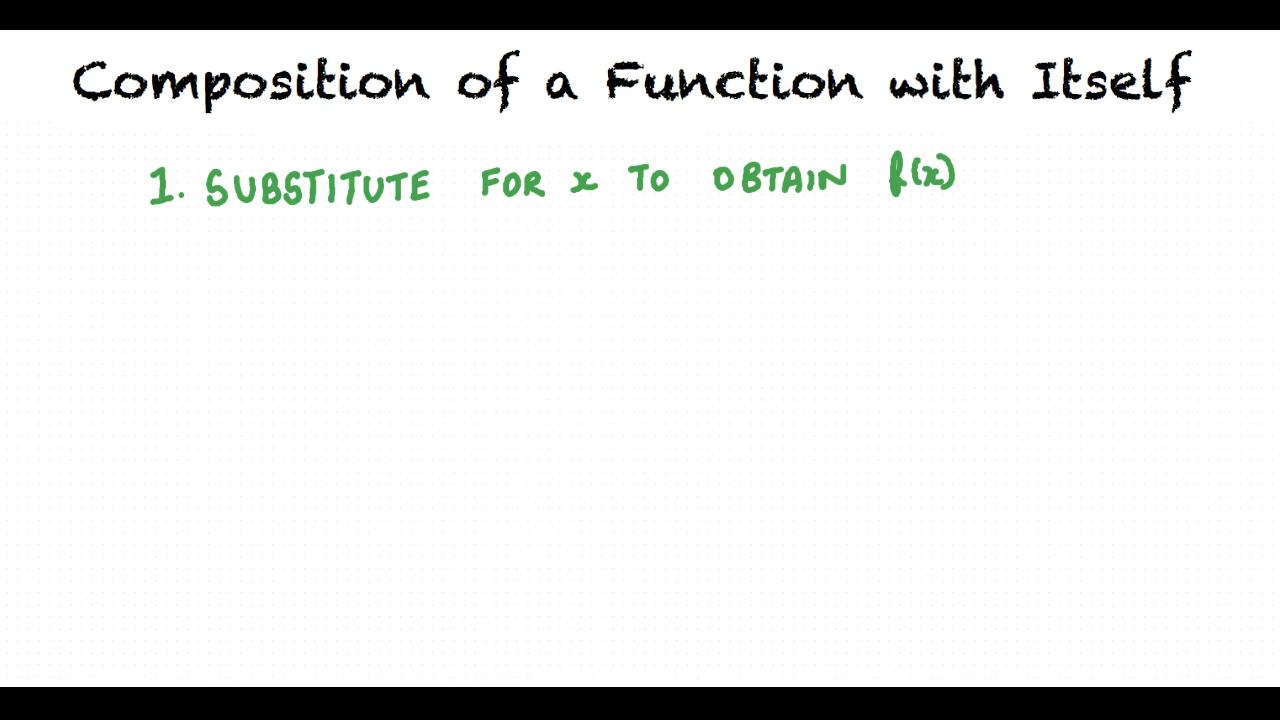 Composition of a Function with Itself
1. SUBSTITUTE FOR x TO OBTAIN f(x)